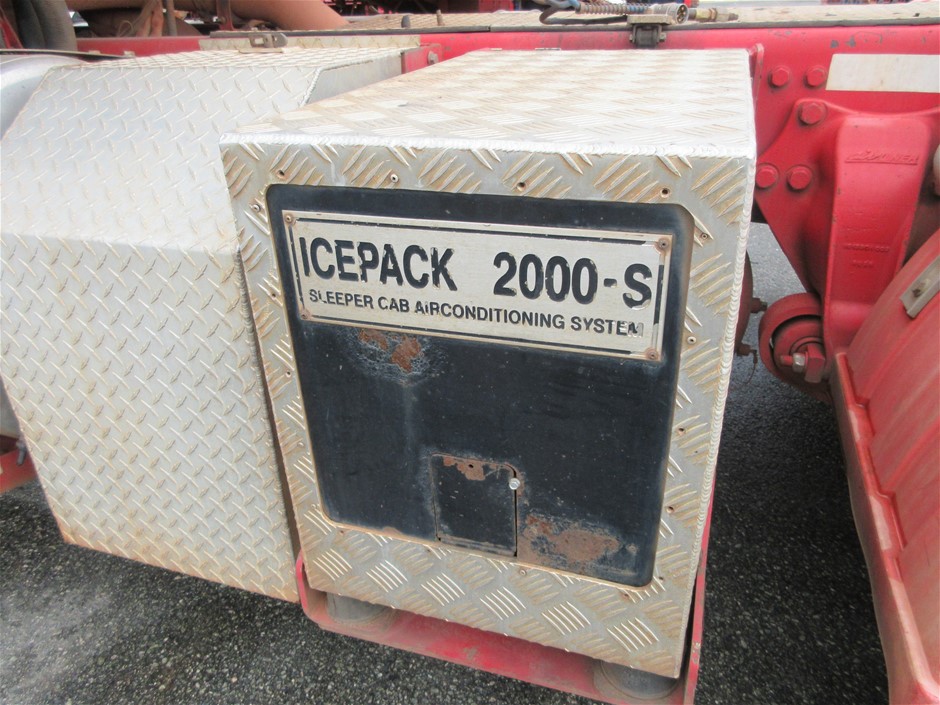 ICEPACK 2000-S
SLEEPER CAB AIRCONDITIONING SYSTEM